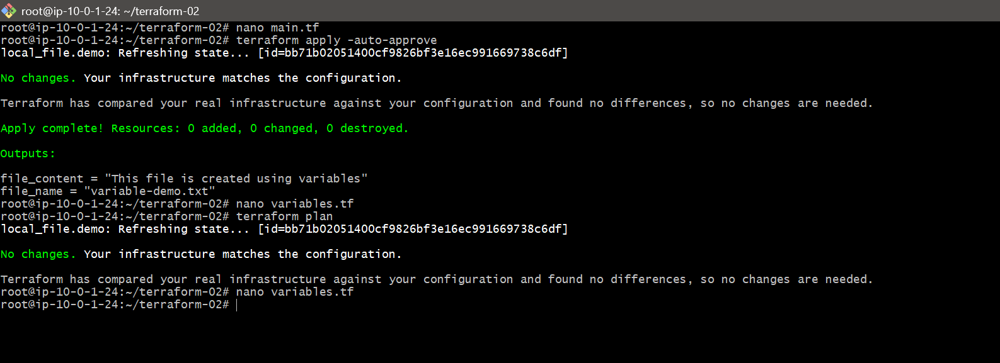 root@ip-10-0-1-24: ~/terraform-02
root@ip-10-0-1-24:~/terraform-02# nano main.tf
root@ip-10-0-1-24:~/terraform-02# terraform apply -auto-approve
local_file.demo: Refreshing state... [id=bb71b02051400cf9826bf3e16ec991669738c6df]
No changes. Your infrastructure matches the configuration.
Terraform has compared your real infrastructure against your configuration and found no differences, so no changes are needed.
Apply complete! Resources: 0 added, 0 changed, 0 destroyed.
Outputs:
file_content = "This file is created using variables"
file_name = "variable-demo.txt"
root@ip-10-0-1-24:~/terraform-02# nano variables.tf
root@ip-10-0-1-24:~/terraform-02# terraform plan
local_file.demo: Refreshing state... [id=bb71b02051400cf9826bf3e16ec991669738c6df]
No changes. Your infrastructure matches the configuration.
Terraform has compared your real infrastructure against your configuration and found no differences, so no changes are needed.
root@ip-10-0-1-24:~/terraform-02# nano variables.tf
root@ip-10-0-1-24:~/terraform-02#